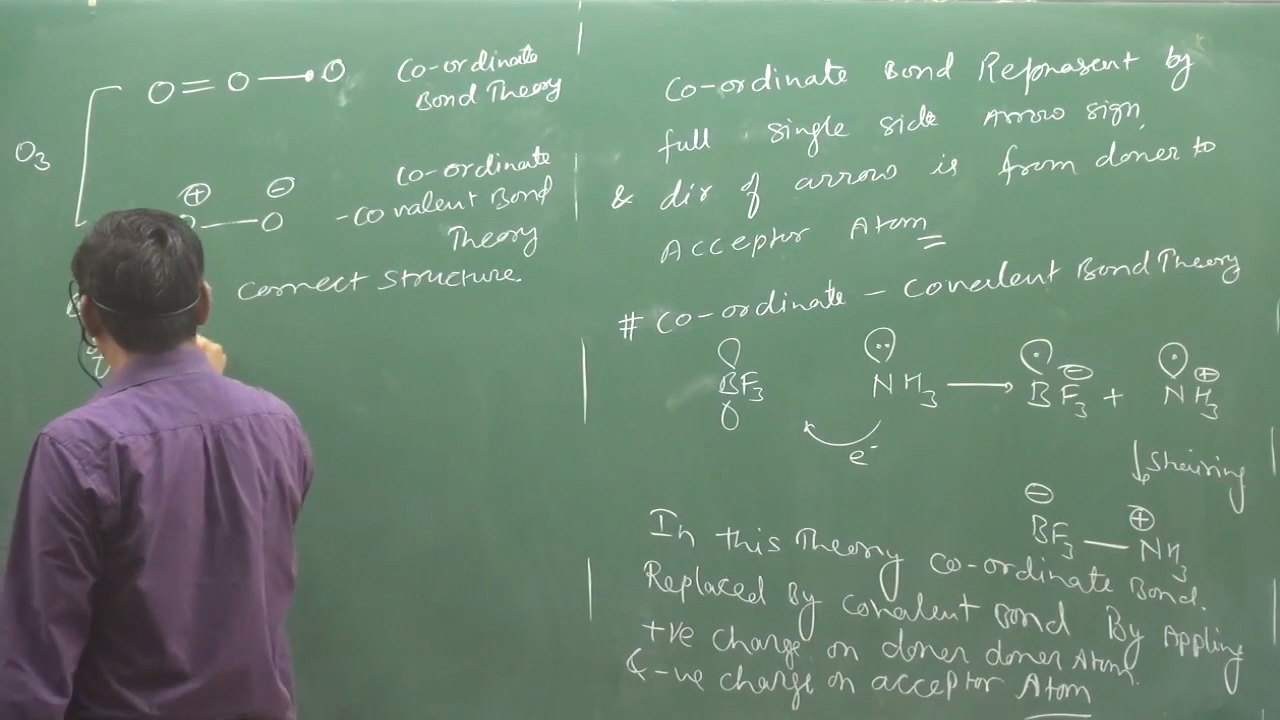 O₃
O=O→O
Co-ordinate
Bond Theory
⊕ ⊖
O—O
Co-ordinate
-Covalent Bond
Theory
Correct Structure.
Co-ordinate Bond Reprasent by
full single side Arrow sign,
& dir of arrow is from doner to
Acceptor Atom
# Co-ordinate - Covalent Bond Theory
BF₃ NH₃ → BF₃ ⊖ + NH₃ ⊕
e⁻
↓ Shairing
⊖ ⊕
BF₃ — NH₃
In this Theory Co-ordinate Bond.
Replaced By Covalent Bond By Appling
+ve charge on doner doner Atom.
& -ve charge on acceptor Atom